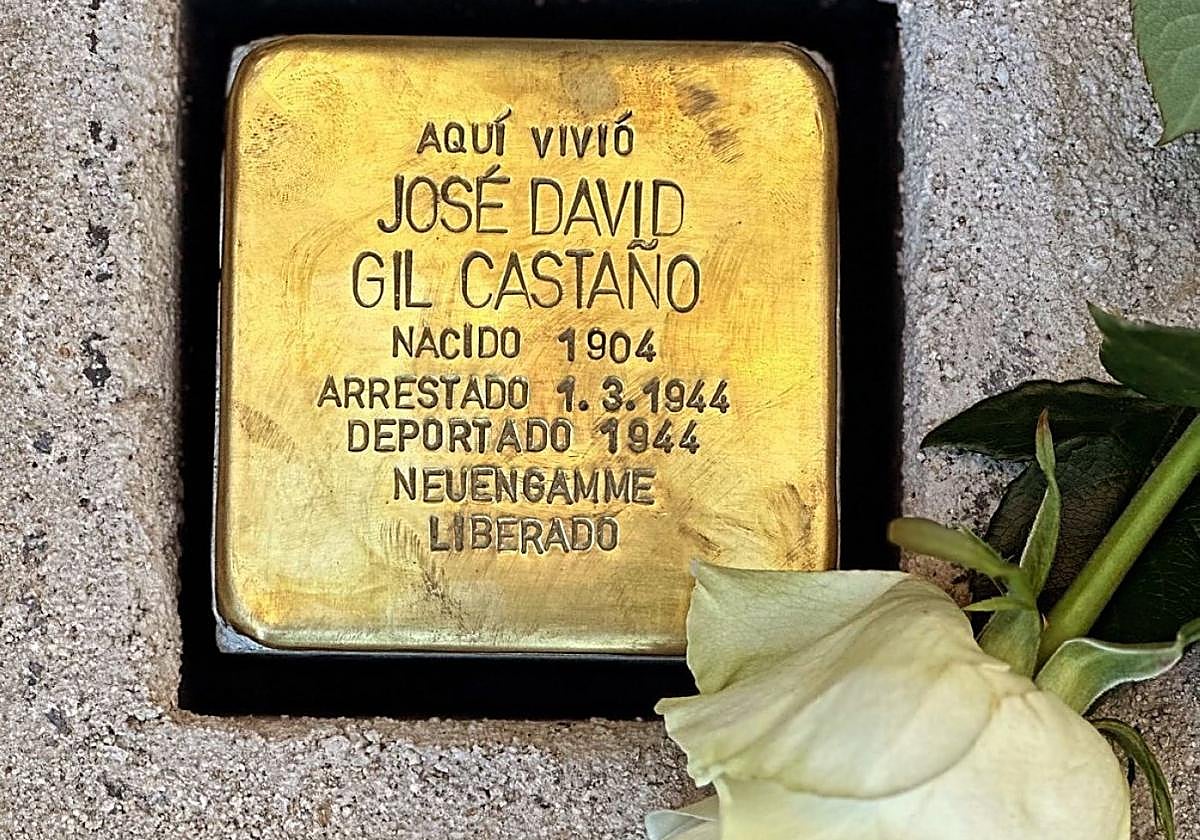 AQUÍ VIVIÓ
JOSÉ DAVID
GIL CASTAÑO
NACIDO 1904
ARRESTADO 1.3.1944
DEPORTADO 1944
NEUENGAMME
LIBERADO